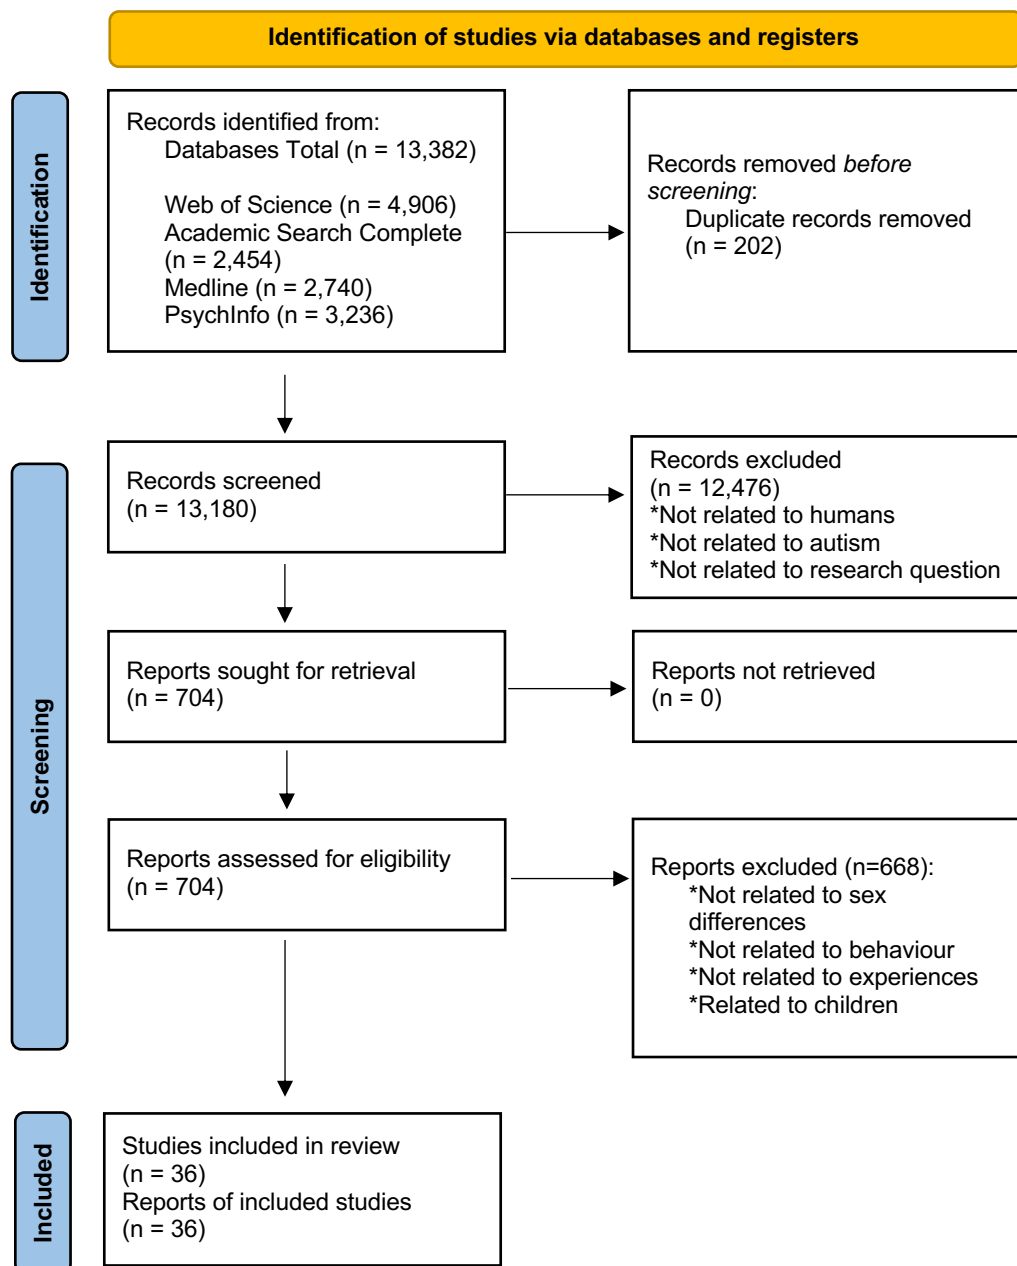 Identification of studies via databases and registers
Identification
Records identified from:
Databases Total (n = 13,382)
Web of Science (n = 4,906)
Academic Search Complete
(n = 2,454)
Medline (n = 2,740)
PsychInfo (n = 3,236)
Records removed before
screening:
Duplicate records removed
(n = 202)
Screening
Records screened
(n = 13,180)
Records excluded
(n = 12,476)
*Not related to humans
*Not related to autism
*Not related to research question
Reports sought for retrieval
(n = 704)
Reports not retrieved
(n = 0)
Reports assessed for eligibility
(n = 704)
Reports excluded (n=668):
*Not related to sex
differences
*Not related to behaviour
*Not related to experiences
*Related to children
Included
Studies included in review
(n = 36)
Reports of included studies
(n = 36)